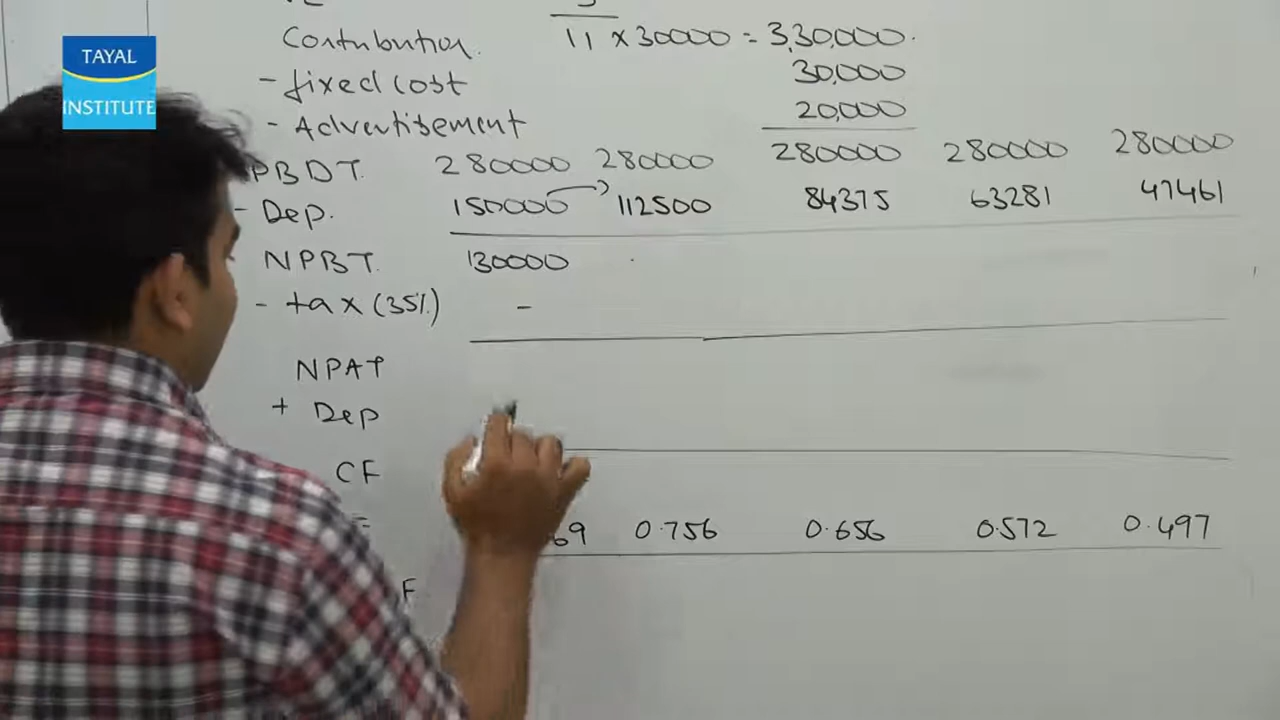 TAYAL
INSTITUTE
Contribution. 11 x 30000 = 3,30,000.
- fixed cost 30,000
- Advertisement 20,000
PBDT. 280000 280000 280000 280000 280000
- Dep. 150000 112500 84375 63281 47461
NPBT. 130000
- tax (35%) -
NPAT
+ Dep
CF
69 0.756 0.656 0.572 0.497
F